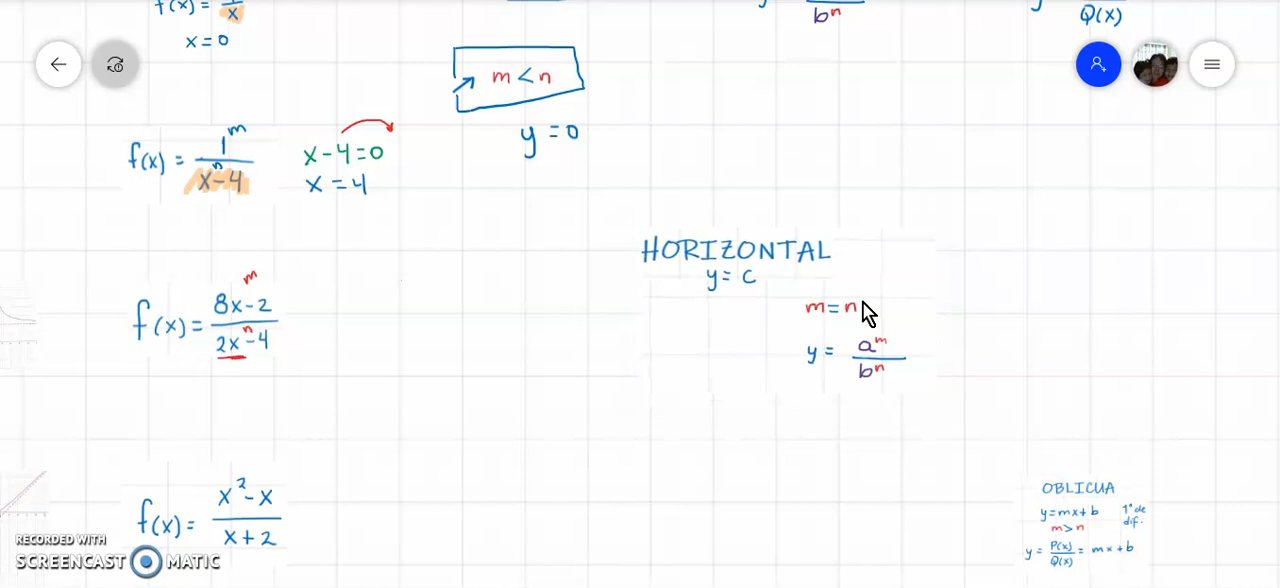 f(x) = 1/x
x = 0
b^n
Q(x)
m < n
y = 0
f(x) = 1^m / x^n - 4
x - 4 = 0
x = 4
HORIZONTAL
y = c
m = n
y = a^m / b^n
m
f(x) = 8x - 2 / 2x^n - 4
f(x) = x² - x / x + 2
OBLICUA
y = mx + b
1° de dif.
m > n
y = P(x)/Q(x) = mx + b
RECORDED WITH
SCREENCAST MATIC